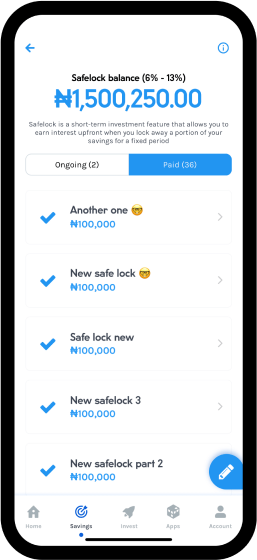 Safelock balance (6% - 13%)
₦1,500,250.00
Safelock is a short-term investment feature that allows you to
earn interest upfront when you lock away a portion of your
savings for a fixed period
Ongoing (2)
Paid (36)
Another one 🤓
₦100,000
New safe lock 🤓
₦100,000
Safe lock new
₦100,000
New safelock 3
₦100,000
New safelock part 2
₦100,000
Home
Savings
Invest
Apps
Account